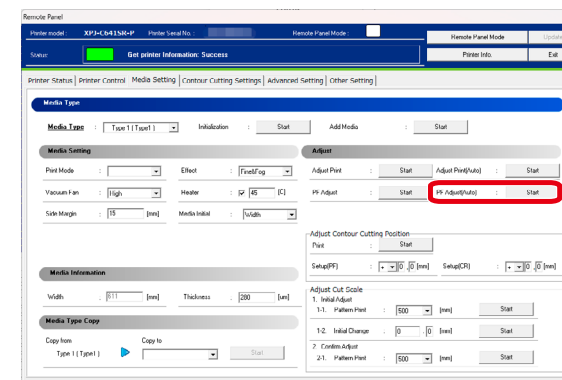 Remote Panel
Printer model : XPJ-C641SR-P Printer Serial No. : Remote Panel Mode : Remote Panel Mode Update
Status: Get printer Information: Success Printer Info. Exit
Printer Status Printer Control Media Setting Contour Cutting Settings Advanced Setting Other Setting
Media Type
Media Type : Type 1 (Type1) Initialization : Start Add Media : Start
Media Setting Adjust
Print Mode : Effect : Fine&Fog Adjust Print : Start Adjust Print(Auto) : Start
Vacuum Fan : High Heater : 45 [C] PF Adjust : Start PF Adjust(Auto) : Start
Side Margin : 15 [mm] Media Initial : Width
Adjust Contour Cutting Position
Print : Start
Setup(PF) : + 0 . 0 [mm] Setup(CR) : + 0 . 0 [mm]
Media Information
Width : 611 [mm] Thickness : 280 [um]
Adjust Cut Scale
1. Initial Adjust
1-1. Pattern Print : 500 [mm] Start
Media Type Copy
1-2. Initial Change : 0 . 0 [mm] Start
Copy from Copy to
Type 1 (Type1) Start
2. Confirm Adjust
2-1. Pattern Print : 500 [mm] Start